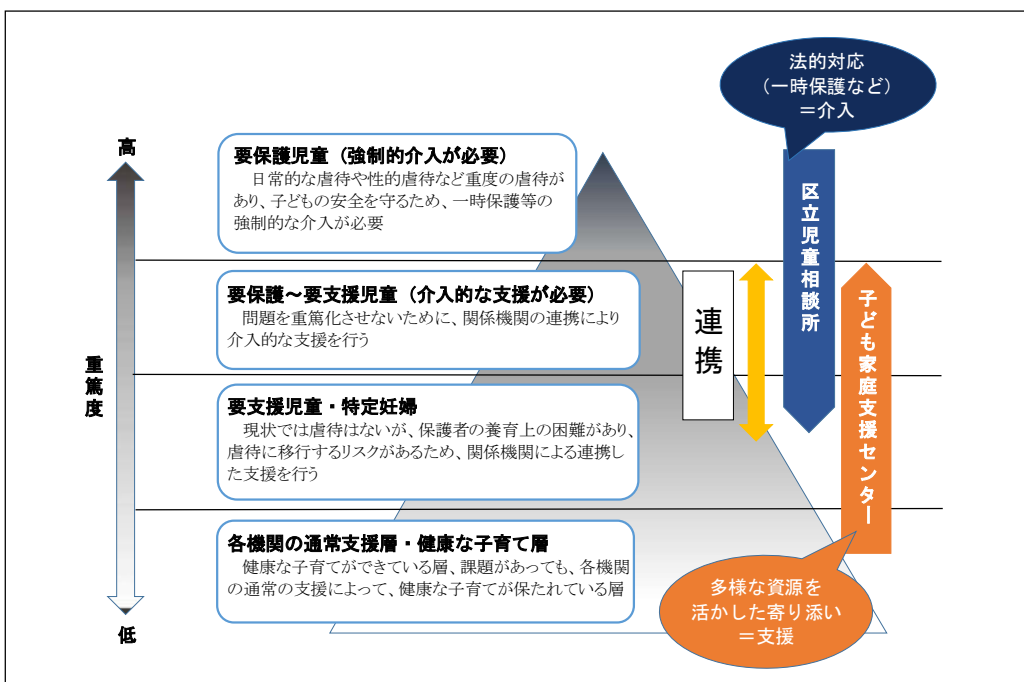 法的対応
（一時保護など）
＝介入
高
要保護児童（強制的介入が必要）
日常的な虐待や性的虐待など重度の虐待が
あり、子どもの安全を守るため、一時保護等の
強制的な介入が必要
要保護～要支援児童（介入的な支援が必要）
問題を重篤化させないために、関係機関の連携により
介入的な支援を行う
要支援児童・特定妊婦
現状では虐待はないが、保護者の養育上の困難があり、
虐待に移行するリスクがあるため、関係機関による連携し
た支援を行う
各機関の通常支援層・健康な子育て層
健康な子育てができている層、課題があっても、各機関
の通常の支援によって、健康な子育てが保たれている層
重篤度
低
連携
区立児童相談所
子ども家庭支援センター
多様な資源を
活かした寄り添い
＝支援